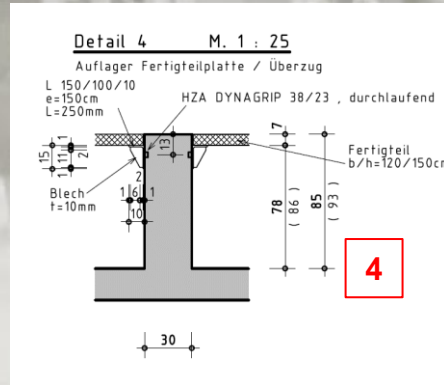 Detail 4 M. 1 : 25
Auflager Fertigteilplatte / Überzug
L 150/100/10
e=150cm
L=250mm
HZA DYNAGRIP 38/23 , durchlaufend
Fertigteil
b/h=120/150cm
Blech
t=10mm
15
1
11
1
2
13
7
2
1
6
1
10
78
( 86 )
85
( 93 )
30
4